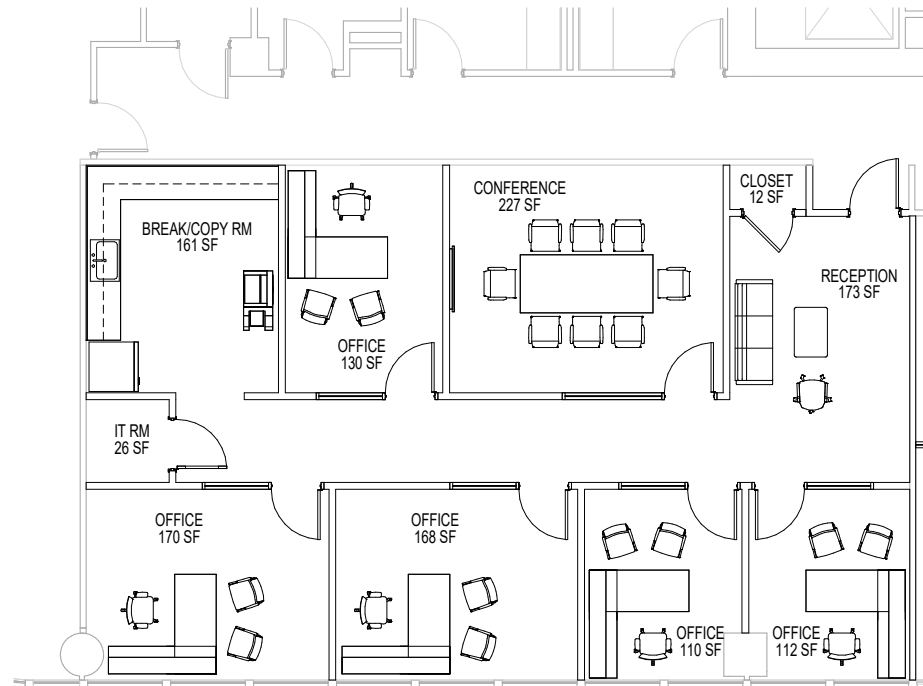 CLOSET
12 SF
CONFERENCE
227 SF
BREAK/COPY RM
161 SF
RECEPTION
173 SF
OFFICE
130 SF
IT RM
26 SF
OFFICE
170 SF
OFFICE
168 SF
OFFICE
110 SF
OFFICE
112 SF